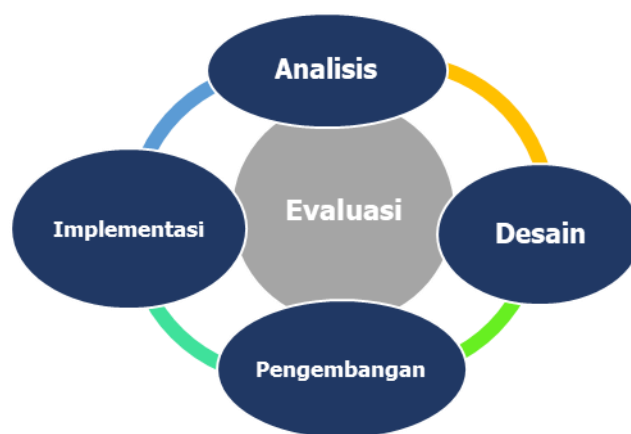 Analisis
Evaluasi
Implementasi
Desain
Pengembangan